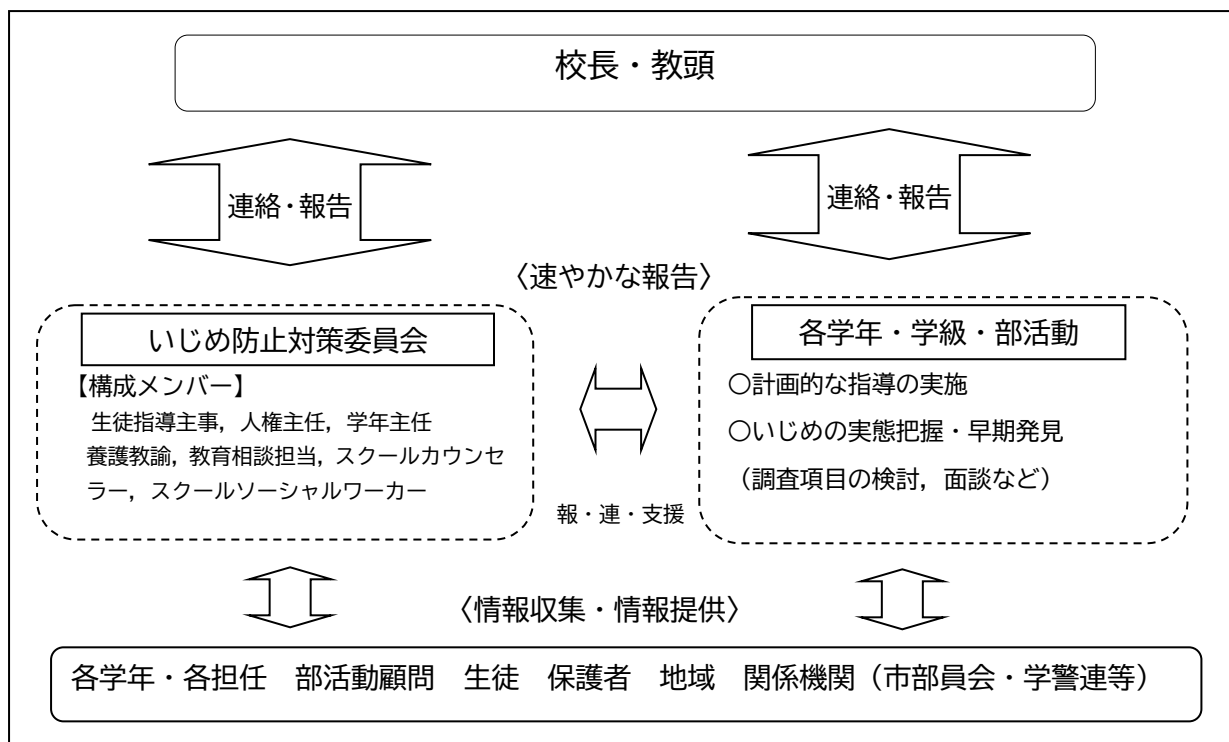 校長・教頭
連絡・報告
連絡・報告
〈速やかな報告〉
いじめ防止対策委員会
【構成メンバー】
生徒指導主事，人権主任，学年主任
養護教諭，教育相談担当，スクールカウンセ
ラー，スクールソーシャルワーカー
報・連・支援
各学年・学級・部活動
○計画的な指導の実施
○いじめの実態把握・早期発見
（調査項目の検討，面談など）
〈情報収集・情報提供〉
各学年・各担任　部活動顧問　生徒　保護者　地域　関係機関（市部員会・学警連等）